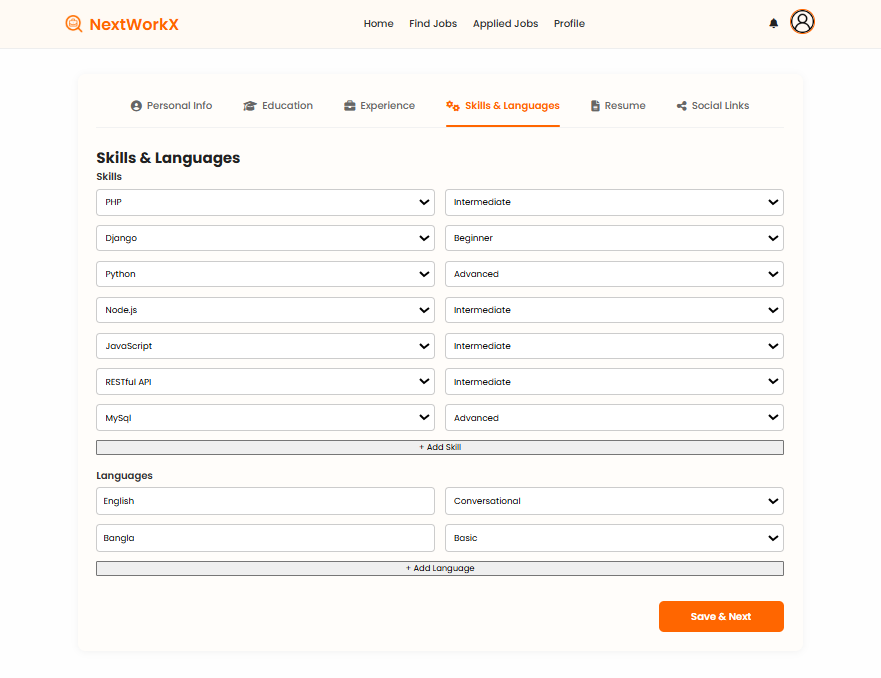 NextWorkX Home Find Jobs Applied Jobs Profile
Personal Info Education Experience Skills & Languages Resume Social Links
Skills & Languages
Skills
PHP Intermediate
Django Beginner
Python Advanced
Node.js Intermediate
JavaScript Intermediate
RESTful API Intermediate
MySql Advanced
+ Add Skill
Languages
English Conversational
Bangla Basic
+ Add Language
Save & Next